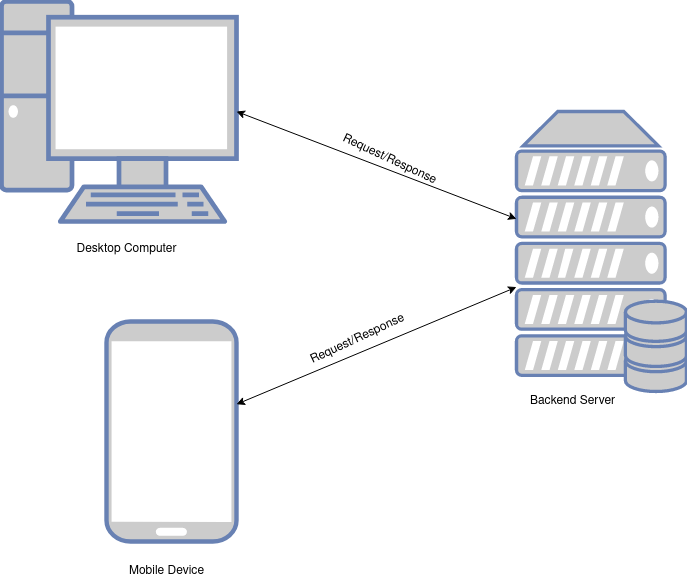 Request/Response
Desktop Computer
Request/Response
Backend Server
Mobile Device